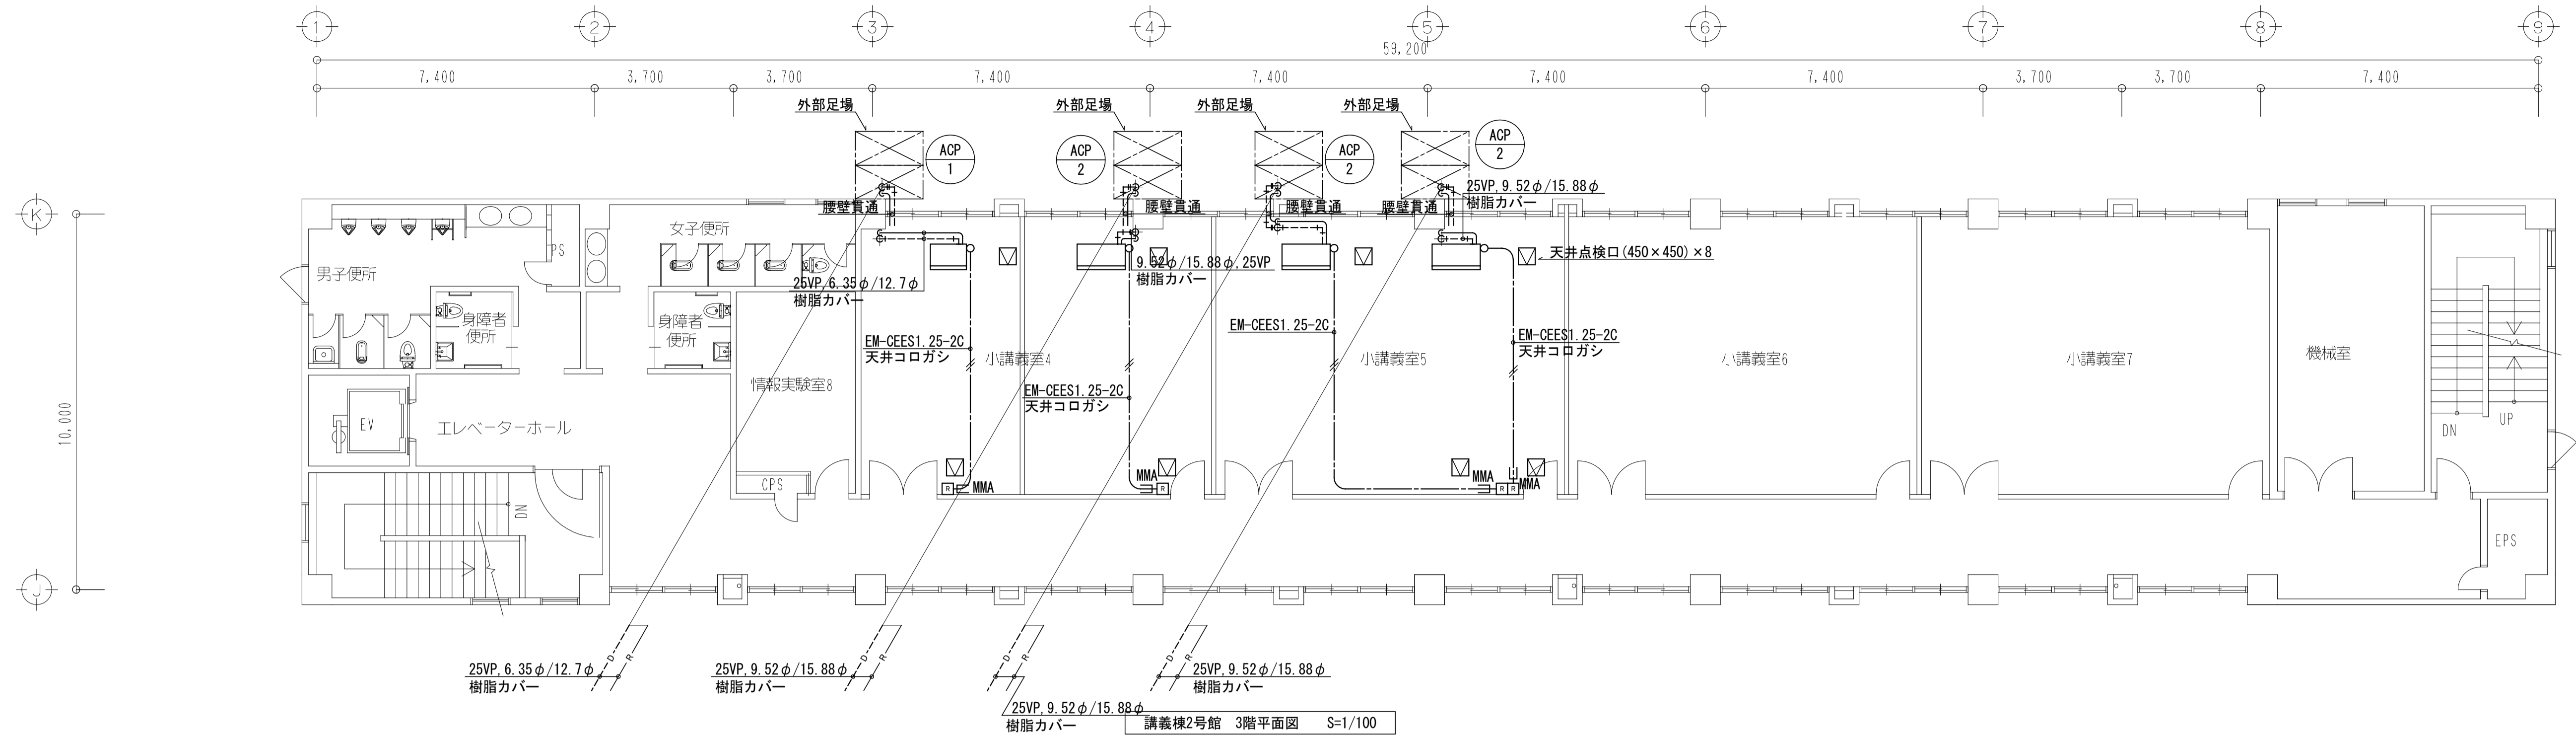 1 2 3 4 5 6 7 8 9
59,200
7,400 3,700 3,700 7,400 7,400 7,400 7,400 3,700 3,700 7,400
外部足場 外部足場 外部足場 外部足場
ACP 1
ACP 2
ACP 2
ACP 2
K
25VP, 9.52φ/15.88φ
樹脂カバー
腰壁貫通 腰壁貫通 腰壁貫通 腰壁貫通
女子便所
PS
男子便所
天井点検口(450×450)×8
9.52φ/15.88φ, 25VP
樹脂カバー
25VP, 6.35φ/12.7φ
樹脂カバー
身障者
便所
身障者
便所
EM-CEES1.25-2C
天井コロガシ
EM-CEES1.25-2C
EM-CEES1.25-2C
天井コロガシ
小講義室4
小講義室5
小講義室6
小講義室7
機械室
情報実験室8
EM-CEES1.25-2C
天井コロガシ
10,000
EV
エレベーターホール
DN
UP
CPS
R MMA
MMA R
MMA R R MMA
DN
EPS
J
D R
D R
D R
D R
25VP, 6.35φ/12.7φ
樹脂カバー
25VP, 9.52φ/15.88φ
樹脂カバー
25VP, 9.52φ/15.88φ
樹脂カバー
25VP, 9.52φ/15.88φ
樹脂カバー
講義棟2号館 3階平面図 S=1/100